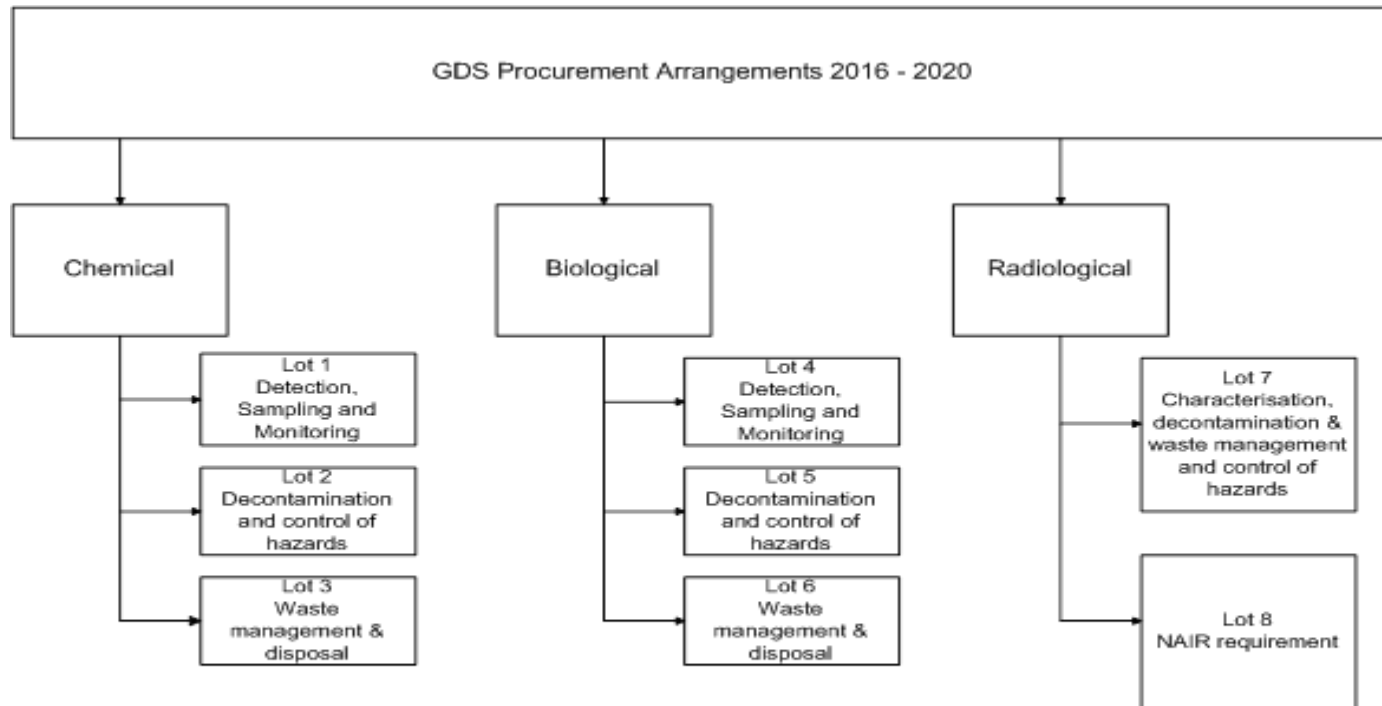 GDS Procurement Arrangements 2016 - 2020
Chemical
Biological
Radiological
Lot 1
Detection,
Sampling and
Monitoring
Lot 2
Decontamination
and control of
hazards
Lot 3
Waste
management &
disposal
Lot 4
Detection,
Sampling and
Monitoring
Lot 5
Decontamination
and control of
hazards
Lot 6
Waste
management &
disposal
Lot 7
Characterisation,
decontamination &
waste management
and control of
hazards
Lot 8
NAIR requirement